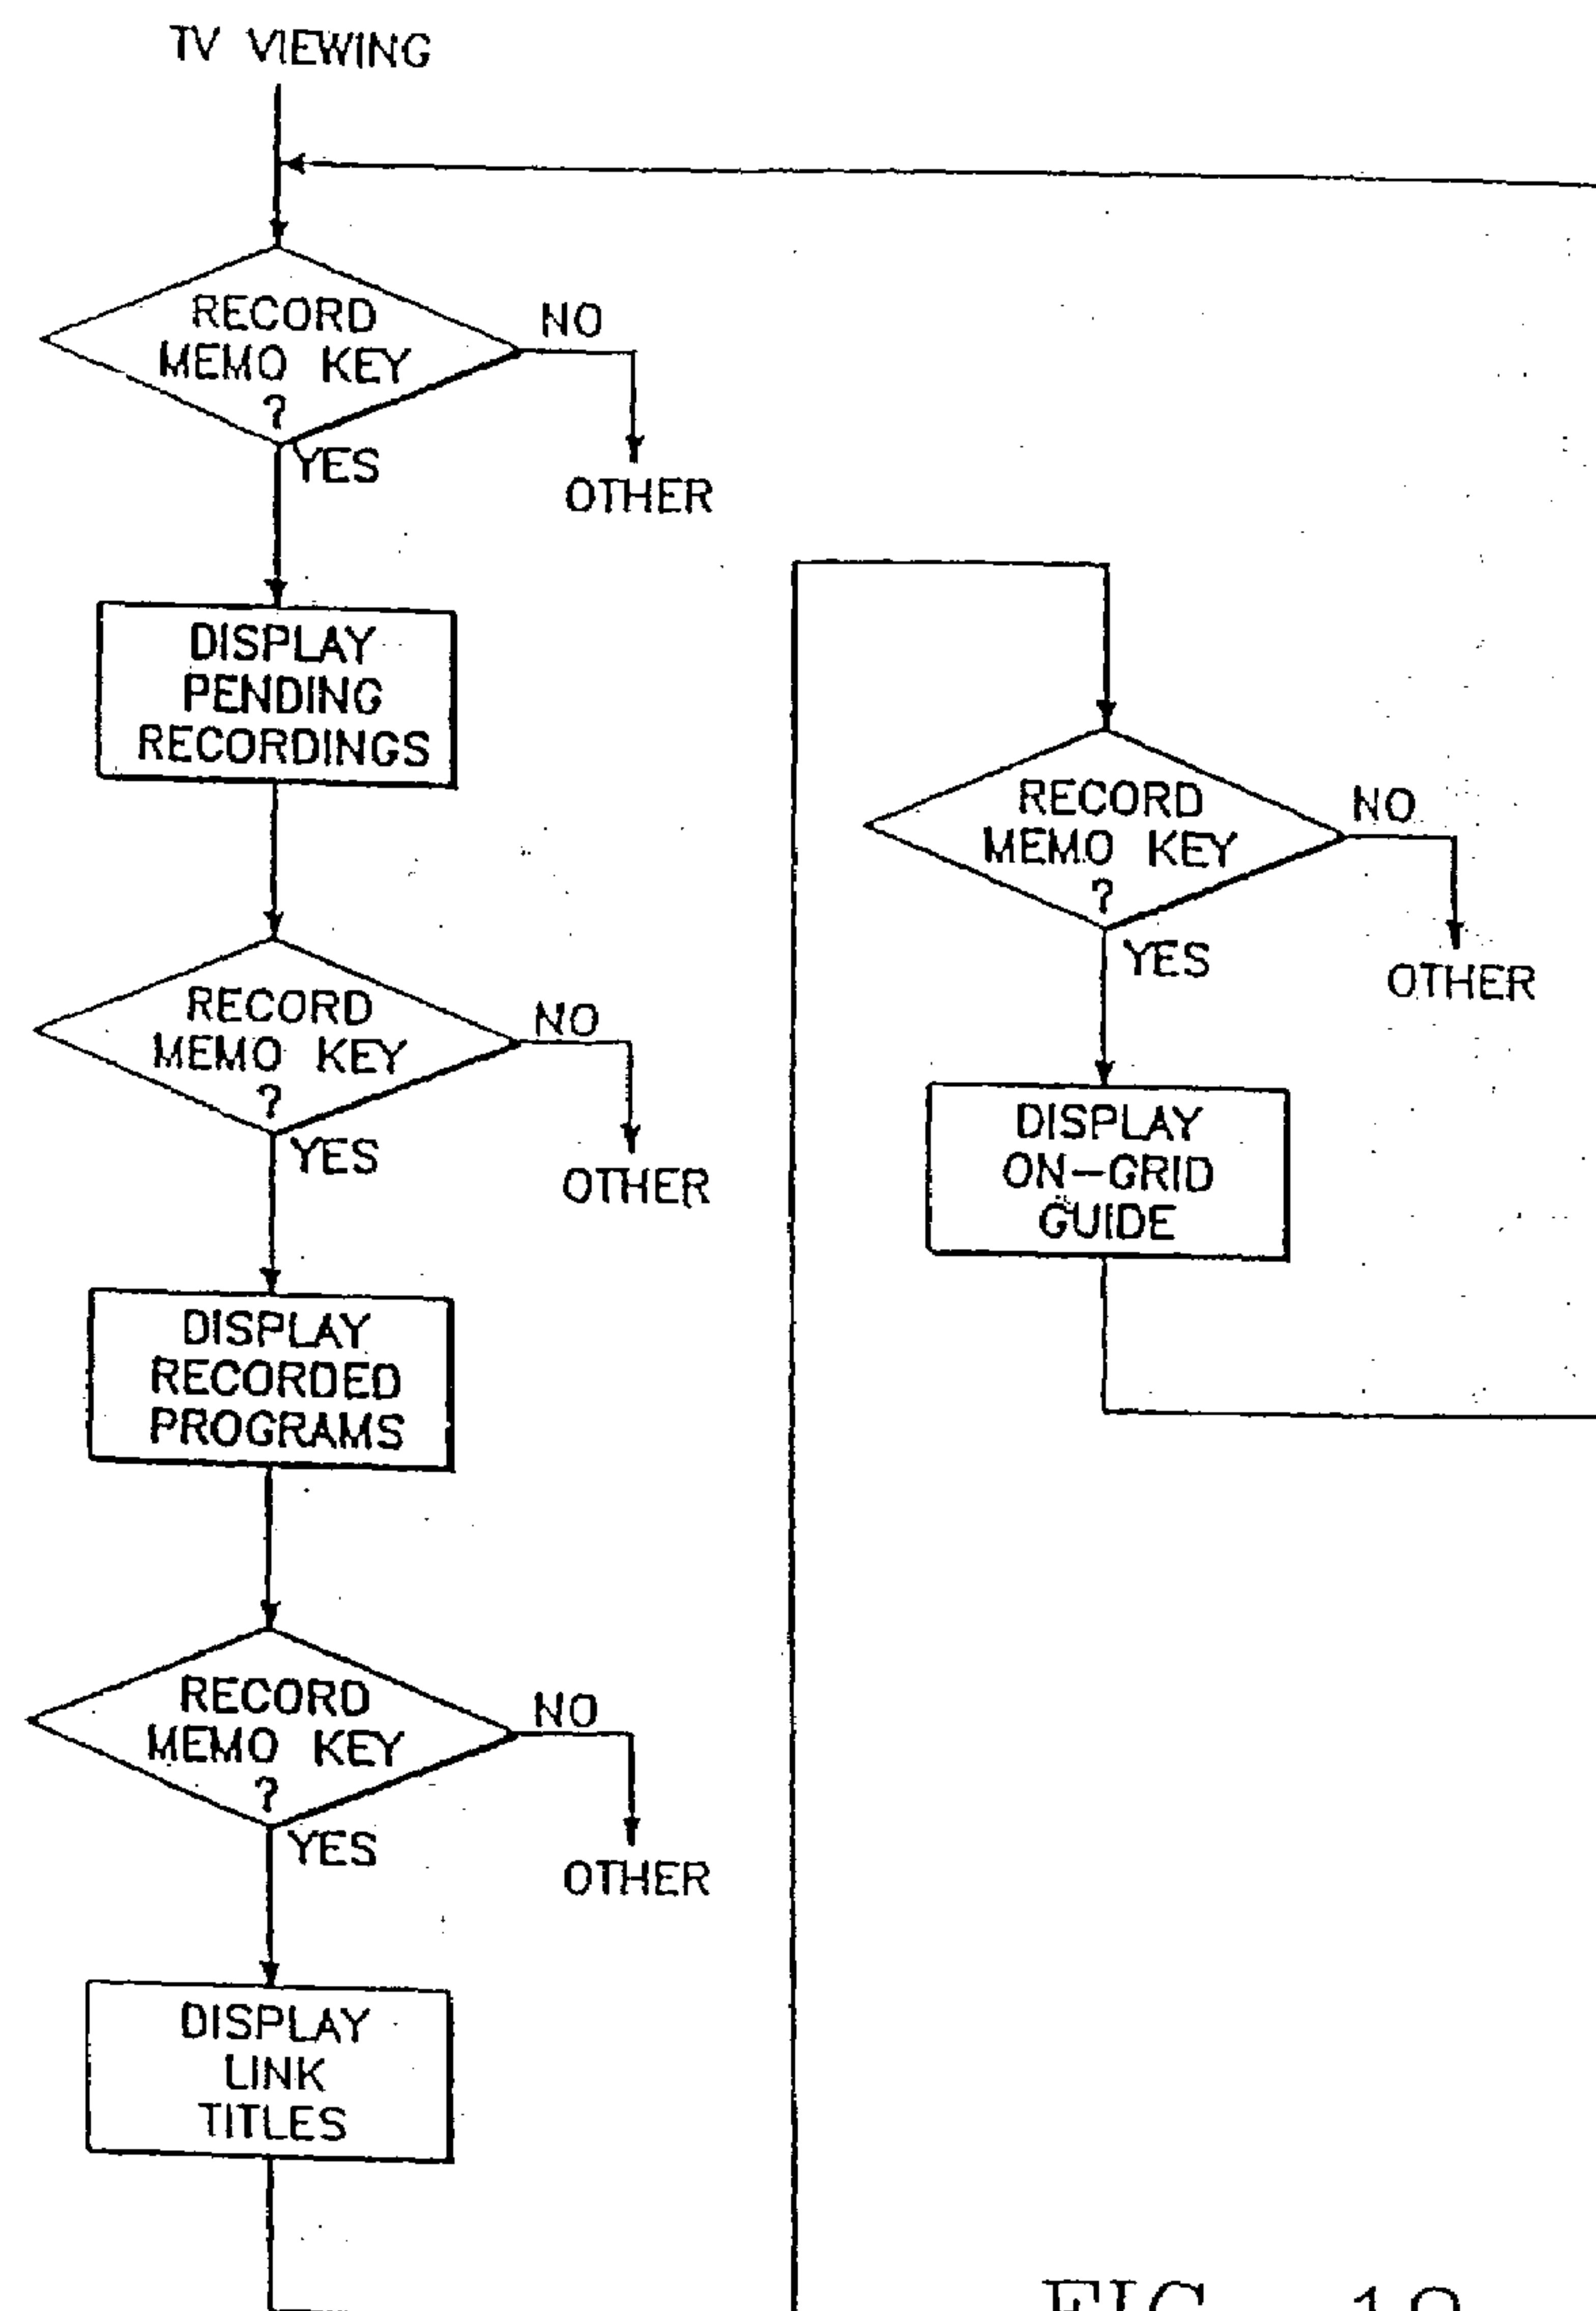 TV VIEWING
RECORD
MEMO KEY
?
NO
YES
OTHER
DISPLAY
PENDING
RECORDINGS
RECORD
MEMO KEY
?
NO
YES
OTHER
DISPLAY
RECORDED
PROGRAMS
RECORD
MEMO KEY
?
NO
YES
OTHER
DISPLAY
LINK
TITLES
RECORD
MEMO KEY
?
NO
YES
OTHER
DISPLAY
ON-GRID
GUIDE
FIG.